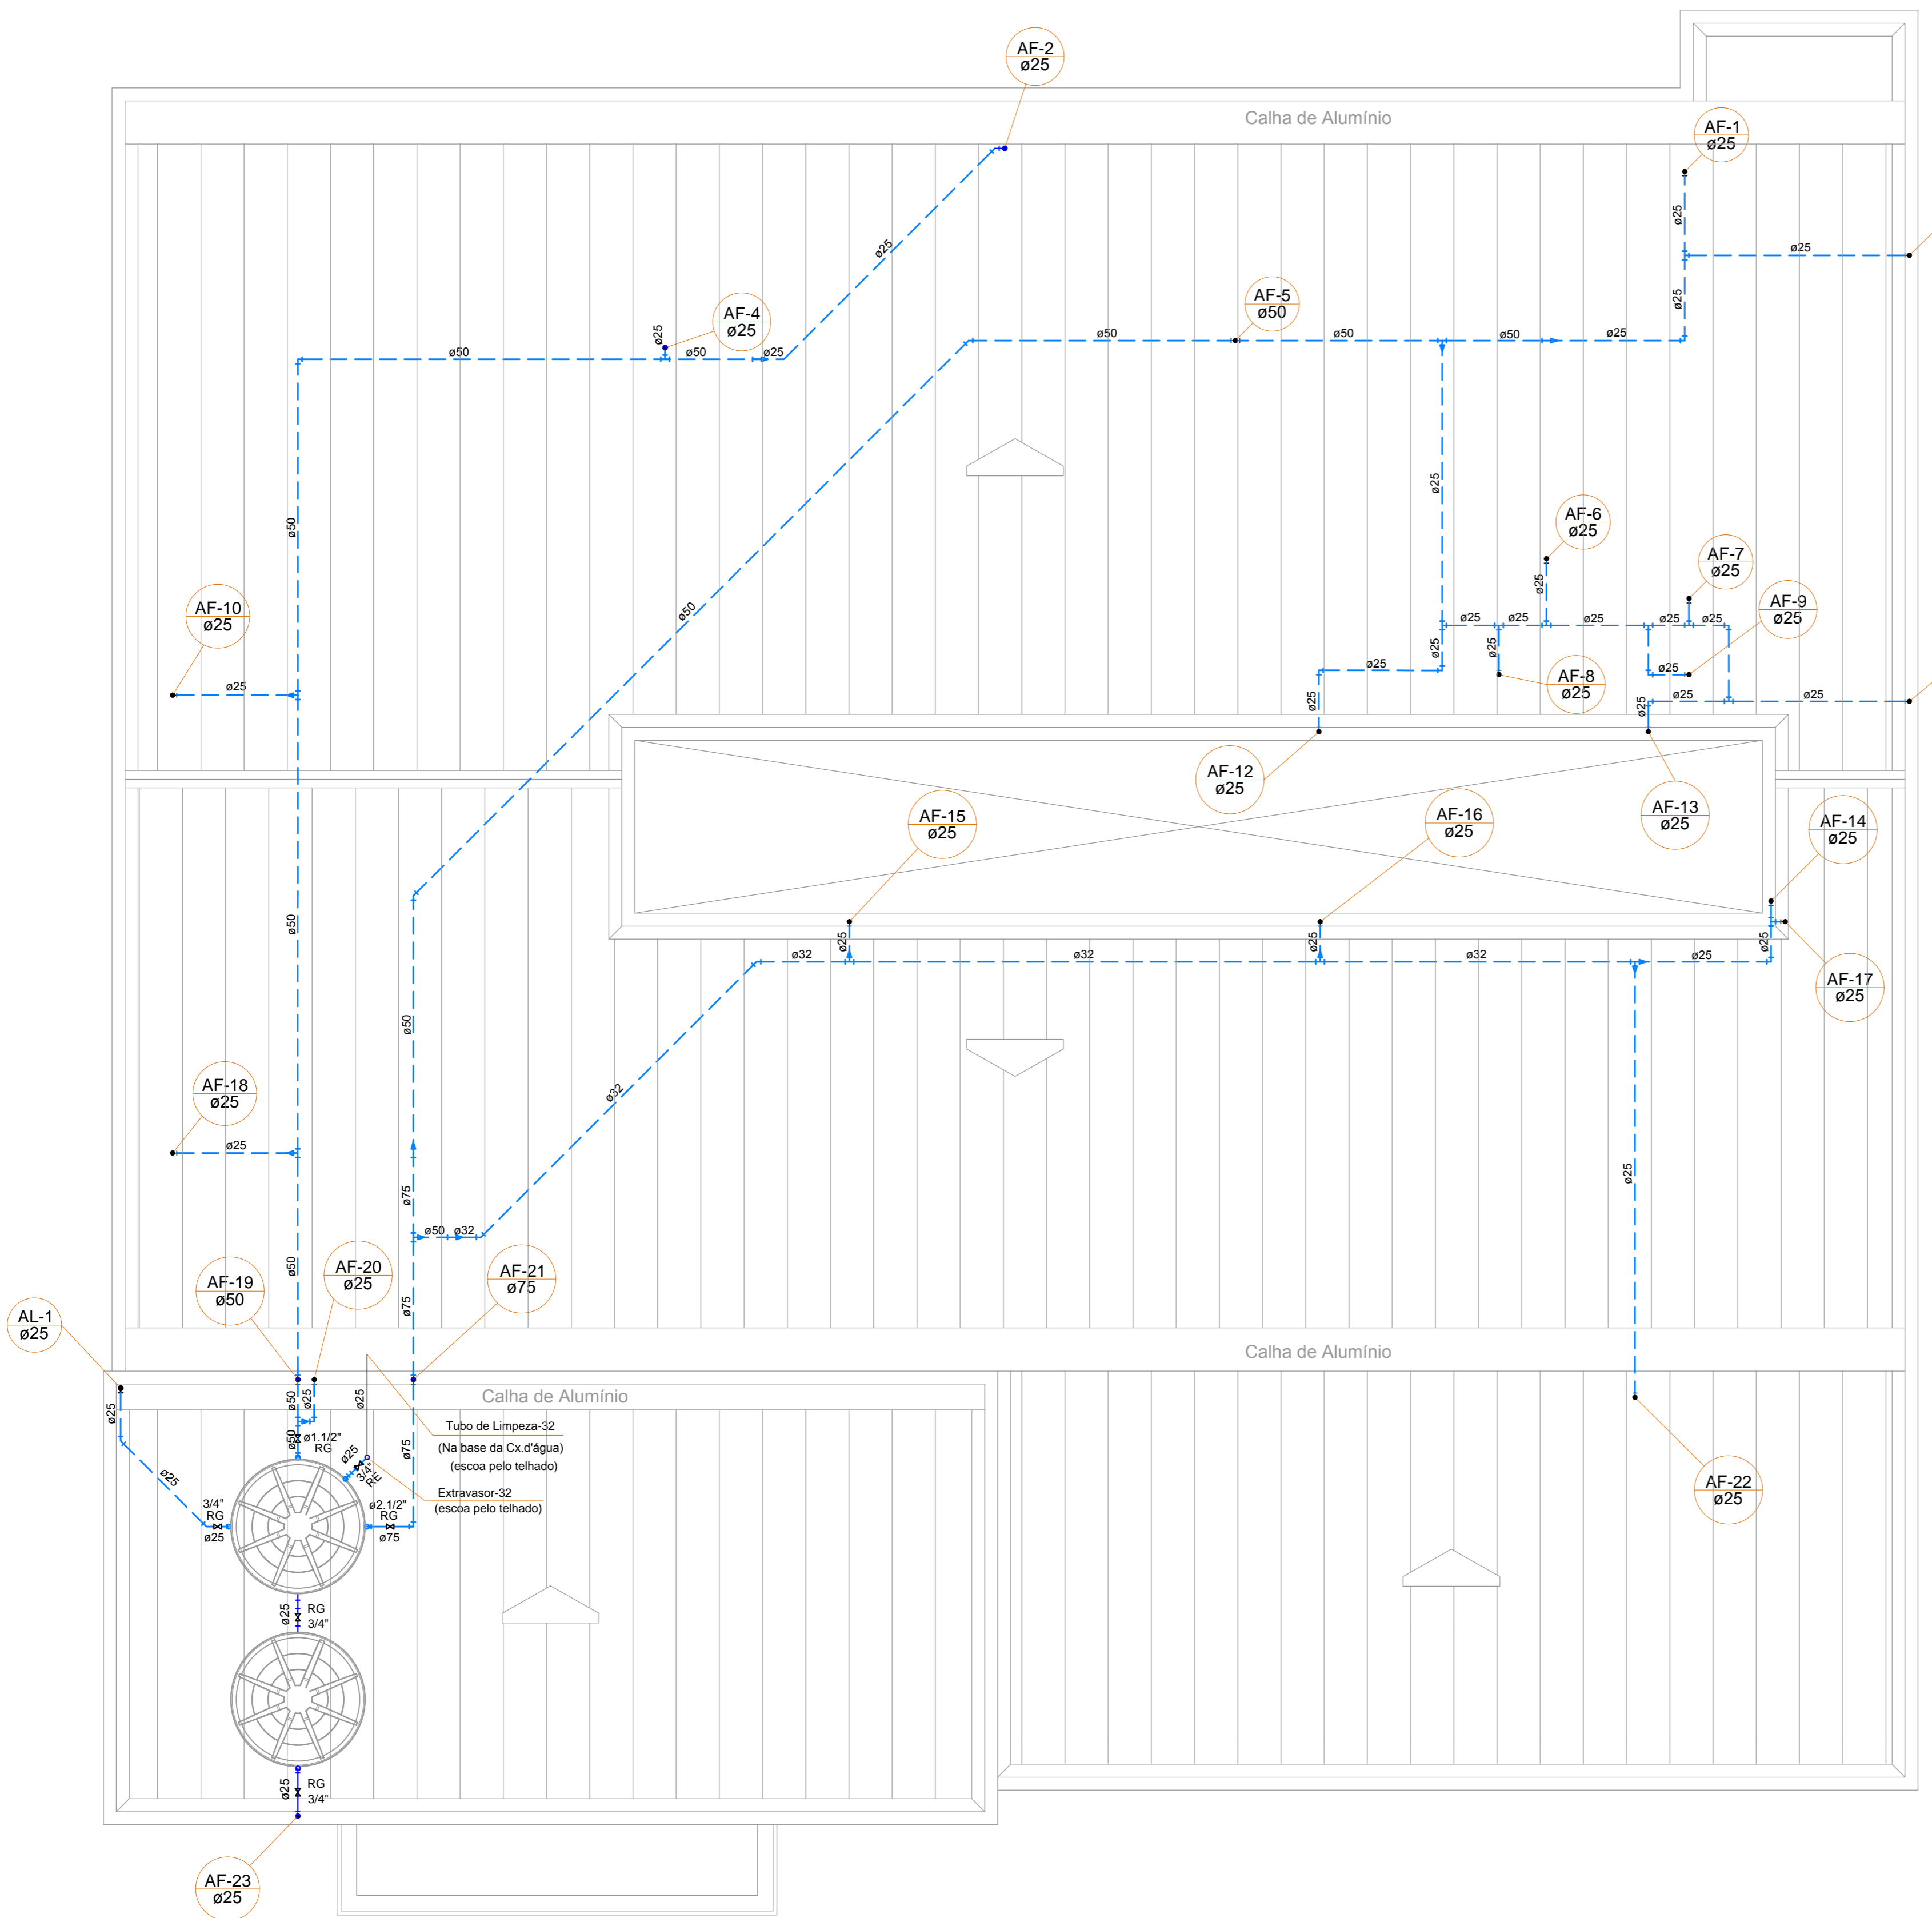 AF-2
ø25
Calha de Alumínio
AF-1
ø25
ø25
ø25
ø25
ø25
AF-4
ø25
ø25
AF-5
ø50
ø50
ø50
ø25
ø50
ø50
ø50
ø25
ø50
ø25
AF-6
ø25
AF-7
ø25
ø25
AF-10
ø25
ø50
AF-9
ø25
ø25
ø25
ø25
ø25
ø25
ø25
ø25
ø25
ø25
ø25
AF-8
ø25
ø25
ø25
ø25
ø25
ø25
AF-12
ø25
AF-13
ø25
AF-15
ø25
AF-16
ø25
AF-14
ø25
ø50
ø25
ø25
ø25
ø32
ø32
ø32
ø25
AF-17
ø25
ø50
AF-18
ø25
ø32
ø25
ø25
ø75
ø50
ø32
ø50
AF-20
ø25
AF-19
ø50
AF-21
ø75
ø75
AL-1
ø25
Calha de Alumínio
Calha de Alumínio
ø25
ø50
ø25
ø25
Tubo de Limpeza-32
(Na base da Cx.d'água)
(escoa pelo telhado)
ø50
ø1.1/2"
RG
ø75
ø25
3/4"
RE
ø25
Extravasor-32
(escoa pelo telhado)
3/4"
RG
ø25
ø2.1/2"
RG
ø75
AF-22
ø25
ø25
RG
3/4"
ø25
RG
3/4"
AF-23
ø25